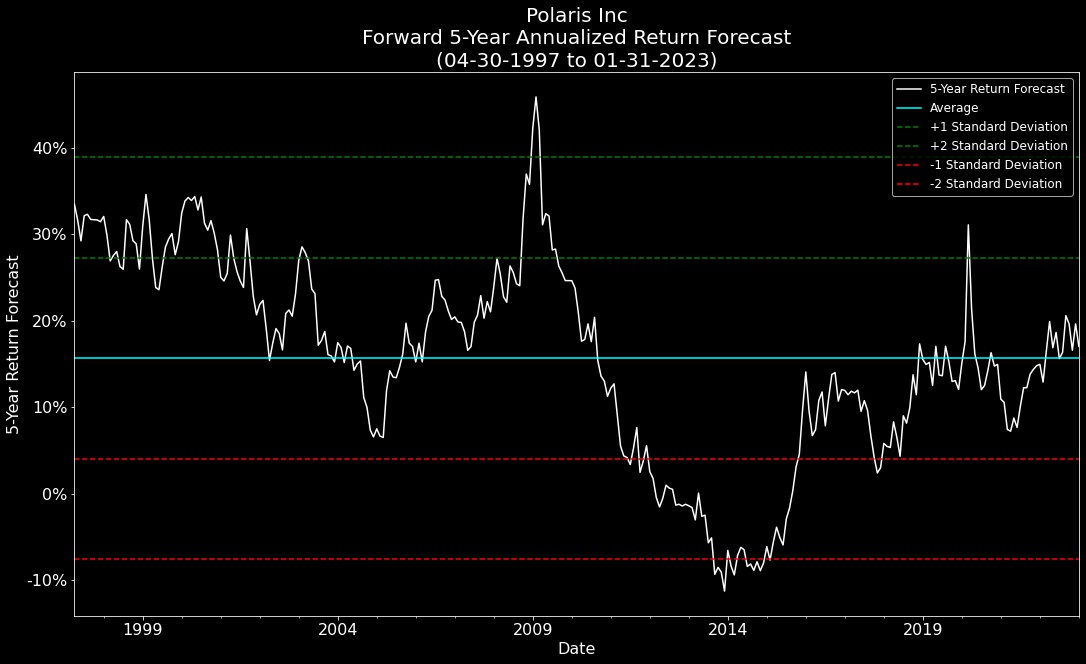 Polaris Inc
Forward 5-Year Annualized Return Forecast
(04-30-1997 to 01-31-2023)
5-Year Return Forecast
Average
+1 Standard Deviation
+2 Standard Deviation
-1 Standard Deviation
-2 Standard Deviation
5-Year Return Forecast
40%
30%
20%
10%
0%
-10%
1999
2004
2009
2014
2019
Date